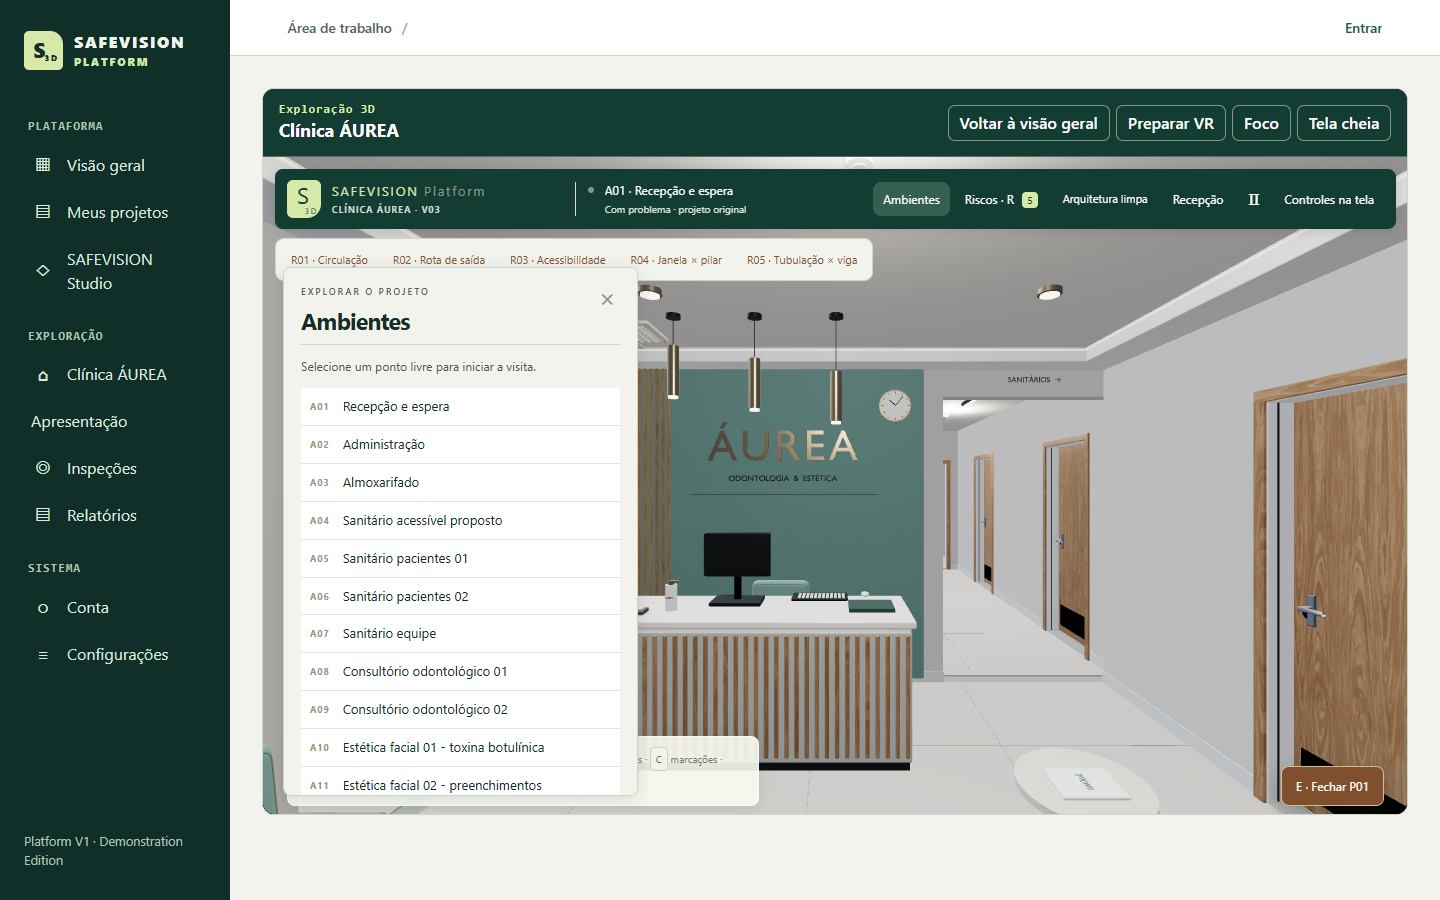 S3D
SAFEVISION
PLATFORM
PLATAFORMA
Visão geral
Meus projetos
SAFEVISION
Studio
EXPLORAÇÃO
Clínica ÁUREA
Apresentação
Inspeções
Relatórios
SISTEMA
Conta
Configurações
Platform V1 · Demonstration
Edition
Área de trabalho /
Entrar
Exploração 3D
Clínica ÁUREA
Voltar à visão geral
Preparar VR
Foco
Tela cheia
S3D
SAFEVISION Platform
CLÍNICA ÁUREA · V03
A01 · Recepção e espera
Com problema · projeto original
Ambientes
Riscos · R 5
Arquitetura limpa
Recepção
II
Controles na tela
R01 · Circulação
R02 · Rota de saída
R03 · Acessibilidade
R04 · Janela × pilar
R05 · Tubulação × viga
EXPLORAR O PROJETO
×
Ambientes
Selecione um ponto livre para iniciar a visita.
A01 Recepção e espera
A02 Administração
A03 Almoxarifado
A04 Sanitário acessível proposto
A05 Sanitário pacientes 01
A06 Sanitário pacientes 02
A07 Sanitário equipe
A08 Consultório odontológico 01
A09 Consultório odontológico 02
A10 Estética facial 01 - toxina botulínica
A11 Estética facial 02 - preenchimentos
SANITÁRIOS →
ÁUREA
ODONTOLOGIA & ESTÉTICA
s · C marcações ·
E · Fechar P01